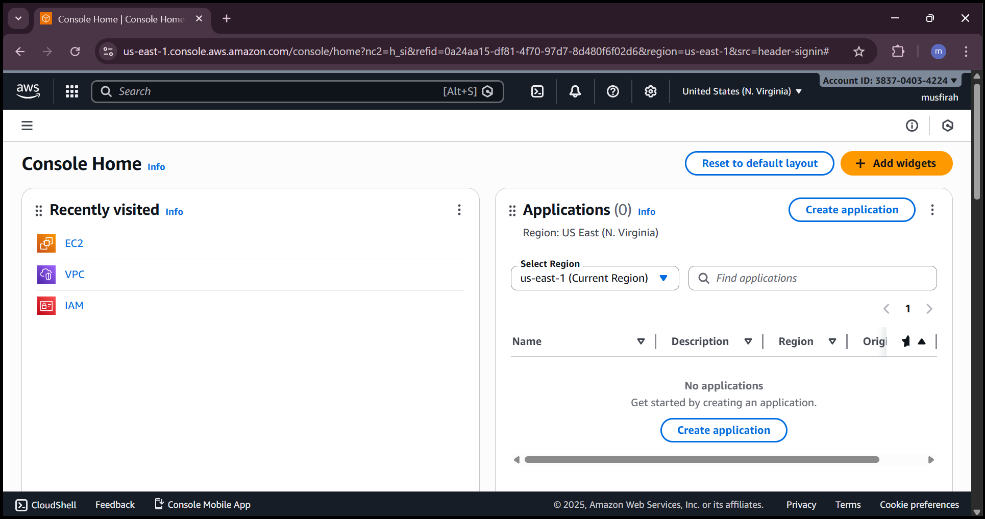 Console Home | Console Home
us-east-1.console.aws.amazon.com/console/home?nc2=h_si&refid=0a24aa15-df81-4f70-97d7-8d480f6f02d6&region=us-east-1&src=header-signin#
m
aws
Search
[Alt+S]
United States (N. Virginia)
Account ID: 3837-0403-4224
musfirah
Console Home Info
Reset to default layout
+ Add widgets
Recently visited Info
EC2
VPC
IAM
Applications (0) Info
Create application
Region: US East (N. Virginia)
Select Region
us-east-1 (Current Region)
Find applications
1
Name
Description
Region
Origi
No applications
Get started by creating an application.
Create application
CloudShell
Feedback
Console Mobile App
© 2025, Amazon Web Services, Inc. or its affiliates.
Privacy
Terms
Cookie preferences